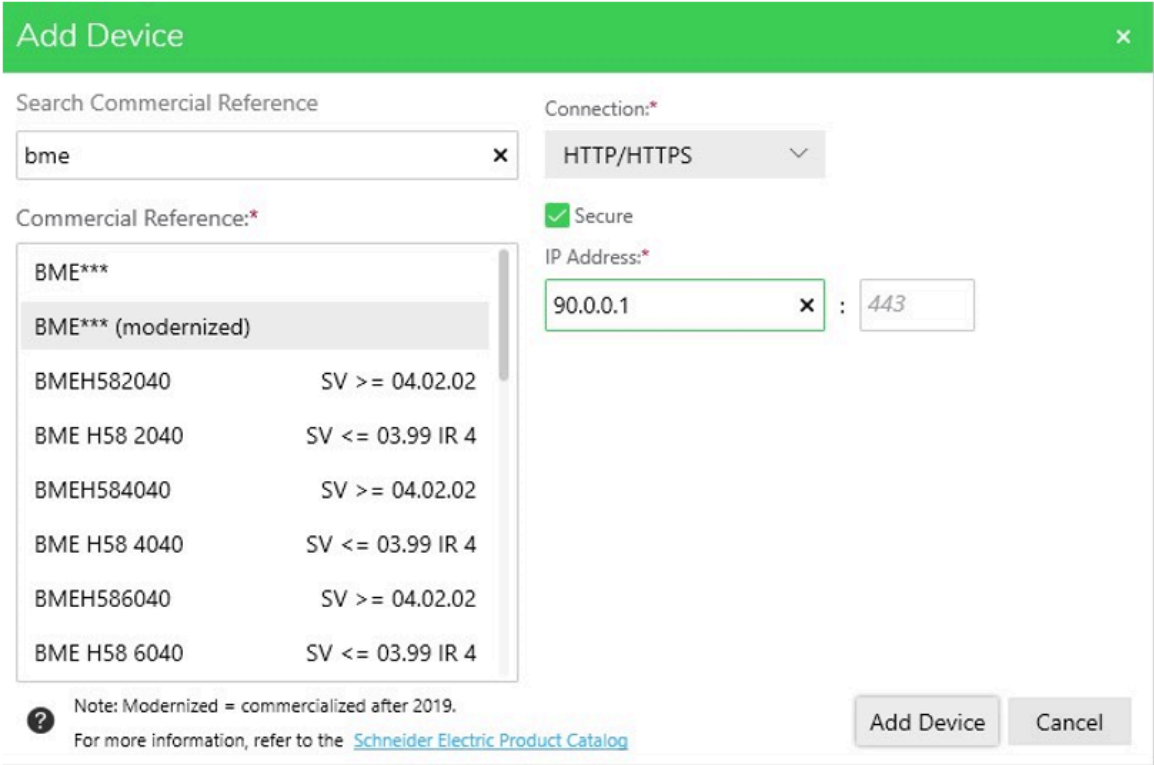 Add Device
Search Commercial Reference
bme
Commercial Reference:*
BME***
BME*** (modernized)
BMEH582040 SV >= 04.02.02
BME H58 2040 SV <= 03.99 IR 4
BMEH584040 SV >= 04.02.02
BME H58 4040 SV <= 03.99 IR 4
BMEH586040 SV >= 04.02.02
BME H58 6040 SV <= 03.99 IR 4
Connection:*
HTTP/HTTPS
Secure
IP Address:*
90.0.0.1 : 443
Note: Modernized = commercialized after 2019.
For more information, refer to the Schneider Electric Product Catalog
Add Device Cancel